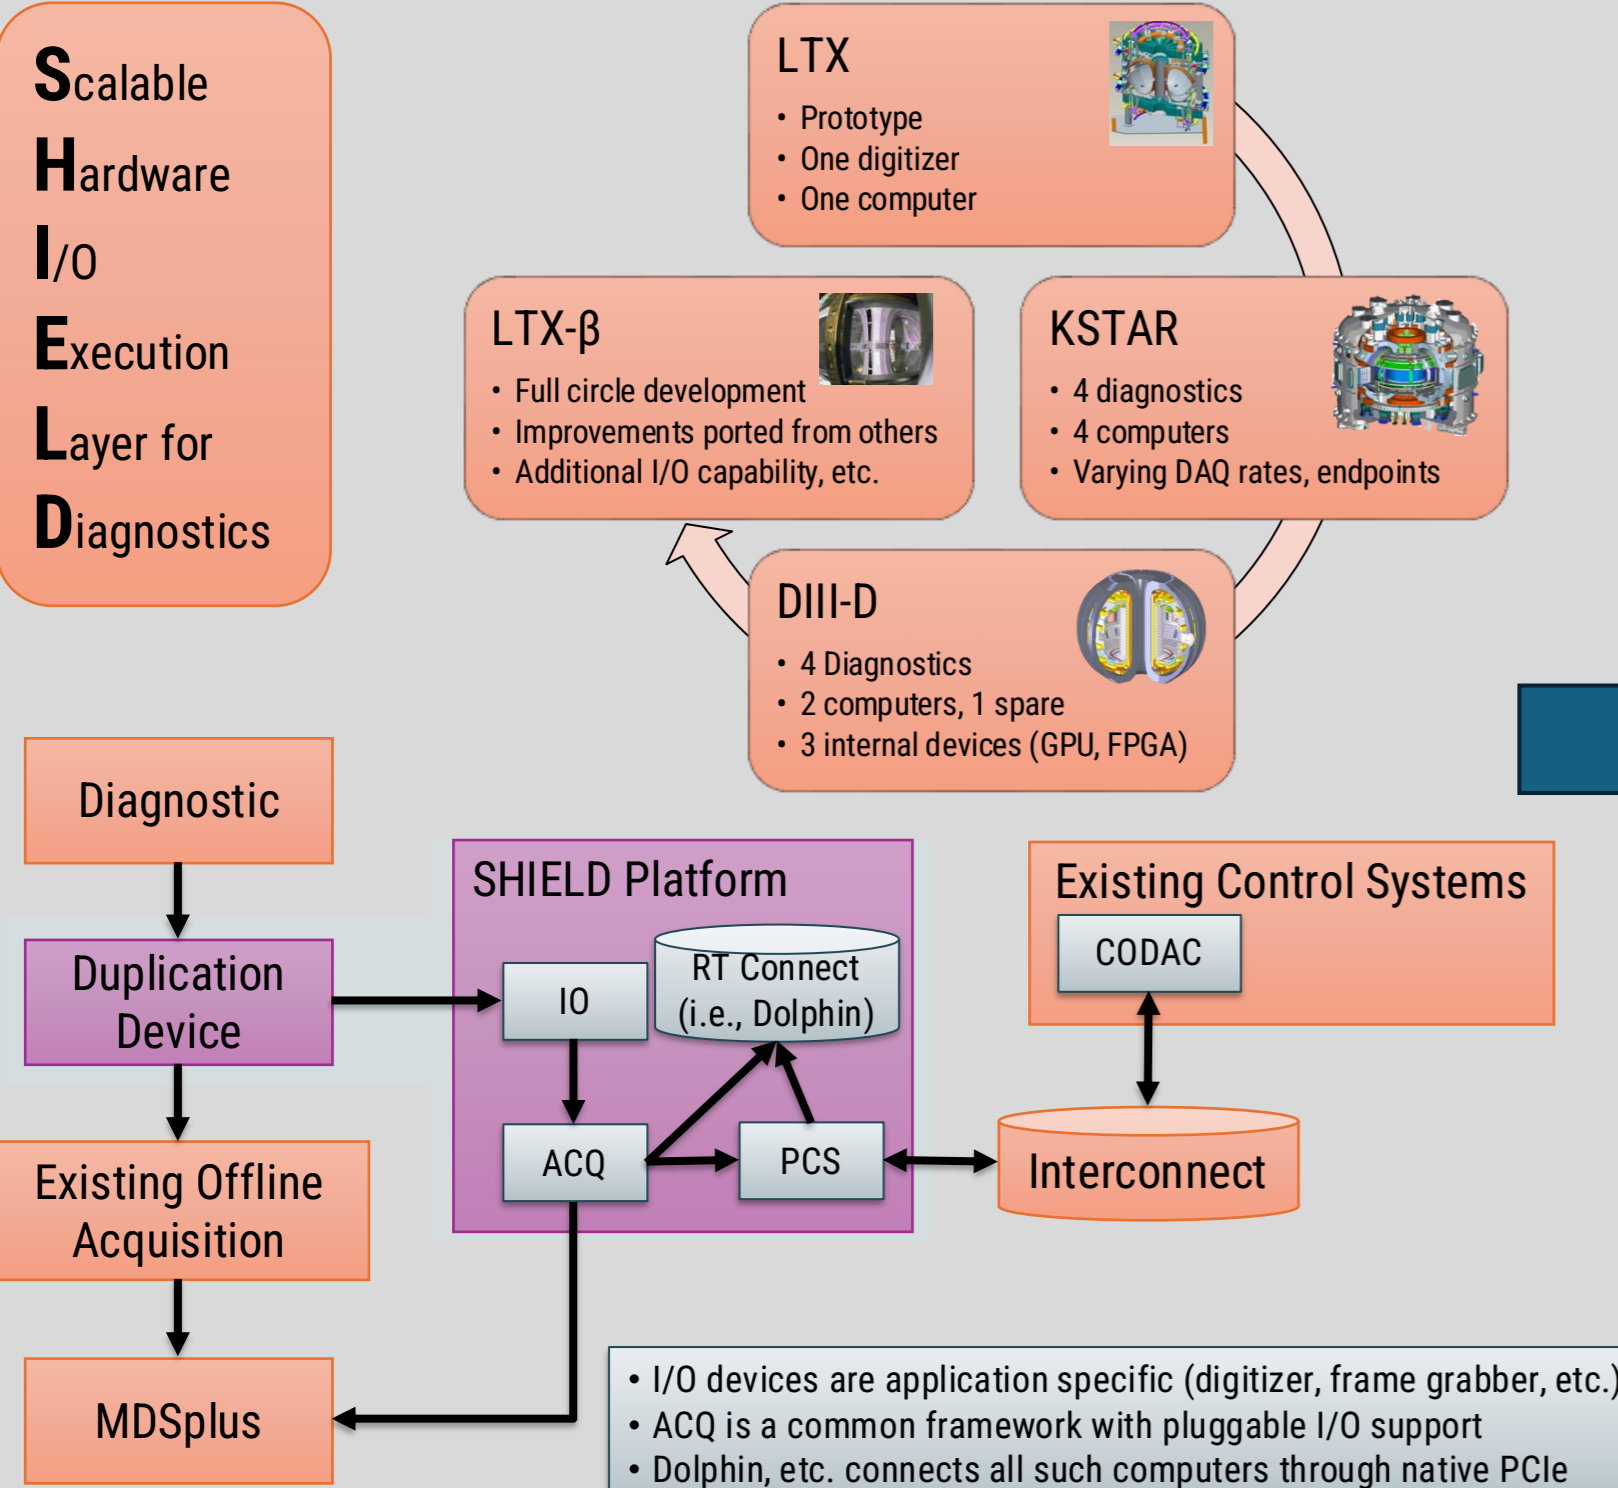 Scalable
Hardware
I/O
Execution
Layer for
Diagnostics
LTX
• Prototype
• One digitizer
• One computer
LTX-β
• Full circle development
• Improvements ported from others
• Additional I/O capability, etc.
KSTAR
• 4 diagnostics
• 4 computers
• Varying DAQ rates, endpoints
DIII-D
• 4 Diagnostics
• 2 computers, 1 spare
• 3 internal devices (GPU, FPGA)
Diagnostic
Duplication
Device
Existing Offline
Acquisition
MDSplus
SHIELD Platform
IO
RT Connect
(i.e., Dolphin)
ACQ
PCS
Existing Control Systems
CODAC
Interconnect
• I/O devices are application specific (digitizer, frame grabber, etc.)
• ACQ is a common framework with pluggable I/O support
• Dolphin, etc. connects all such computers through native PCIe